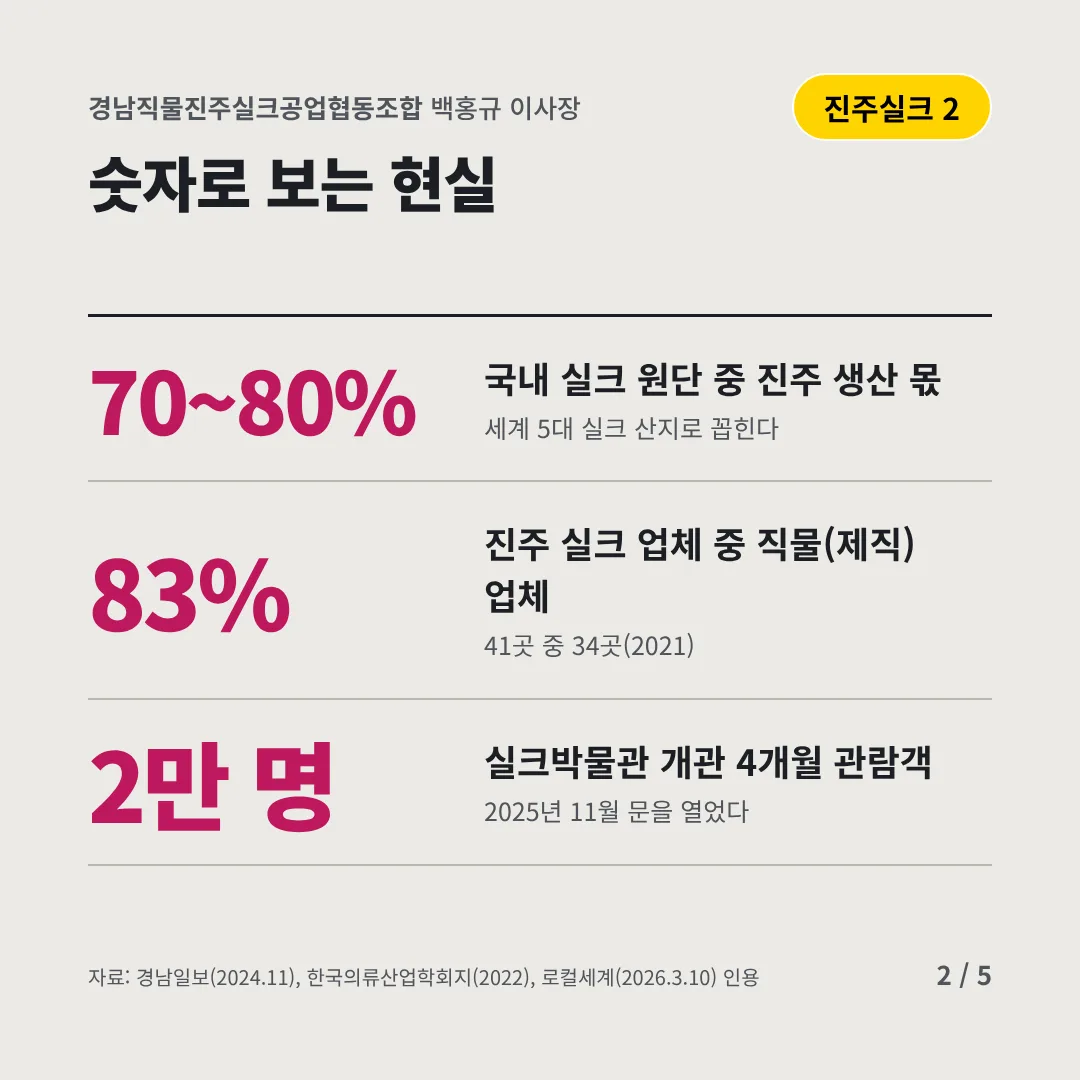 경남직물진주실크공업협동조합 백홍규 이사장
진주실크 2
숫자로 보는 현실
70~80%
국내 실크 원단 중 진주 생산 몫
세계 5대 실크 산지로 꼽힌다
83%
진주 실크 업체 중 직물(제직)
업체
41곳 중 34곳(2021)
2만 명
실크박물관 개관 4개월 관람객
2025년 11월 문을 열었다
자료: 경남일보(2024.11), 한국의류산업학회지(2022), 로컬세계(2026.3.10) 인용
2 / 5